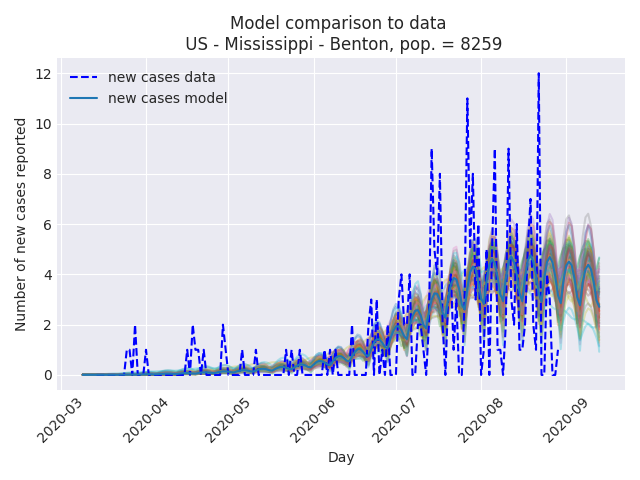 Model comparison to data
US - Mississippi - Benton, pop. = 8259
new cases data
new cases model
Number of new cases reported
12
10
8
6
4
2
0
2020-03
2020-04
2020-05
2020-06
2020-07
2020-08
2020-09
Day